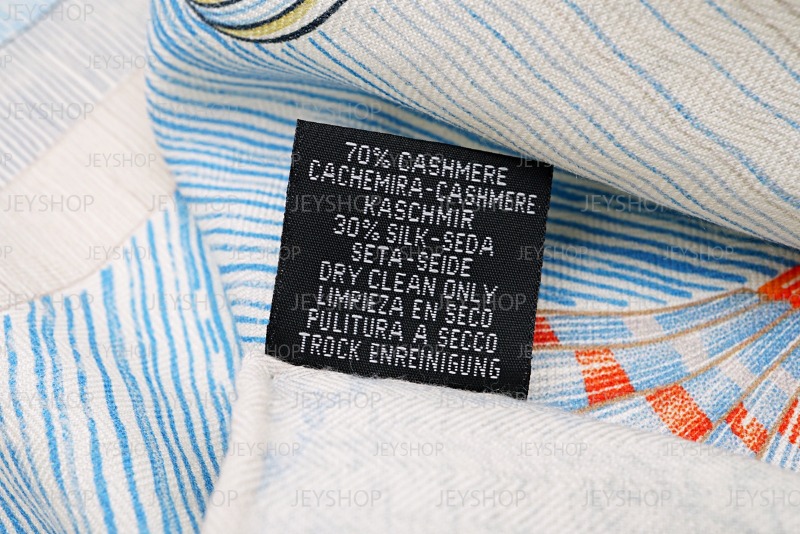 70% CASHMERE
CACHEMIRA-CASHMERE
KASCHMIR
30% SILK-SEDA
SETA-SEIDE
DRY CLEAN ONLY
LIMPIEZA EN SECO
PULITURA A SECCO
TROCK ENREINIGUNG
JEYSHOP